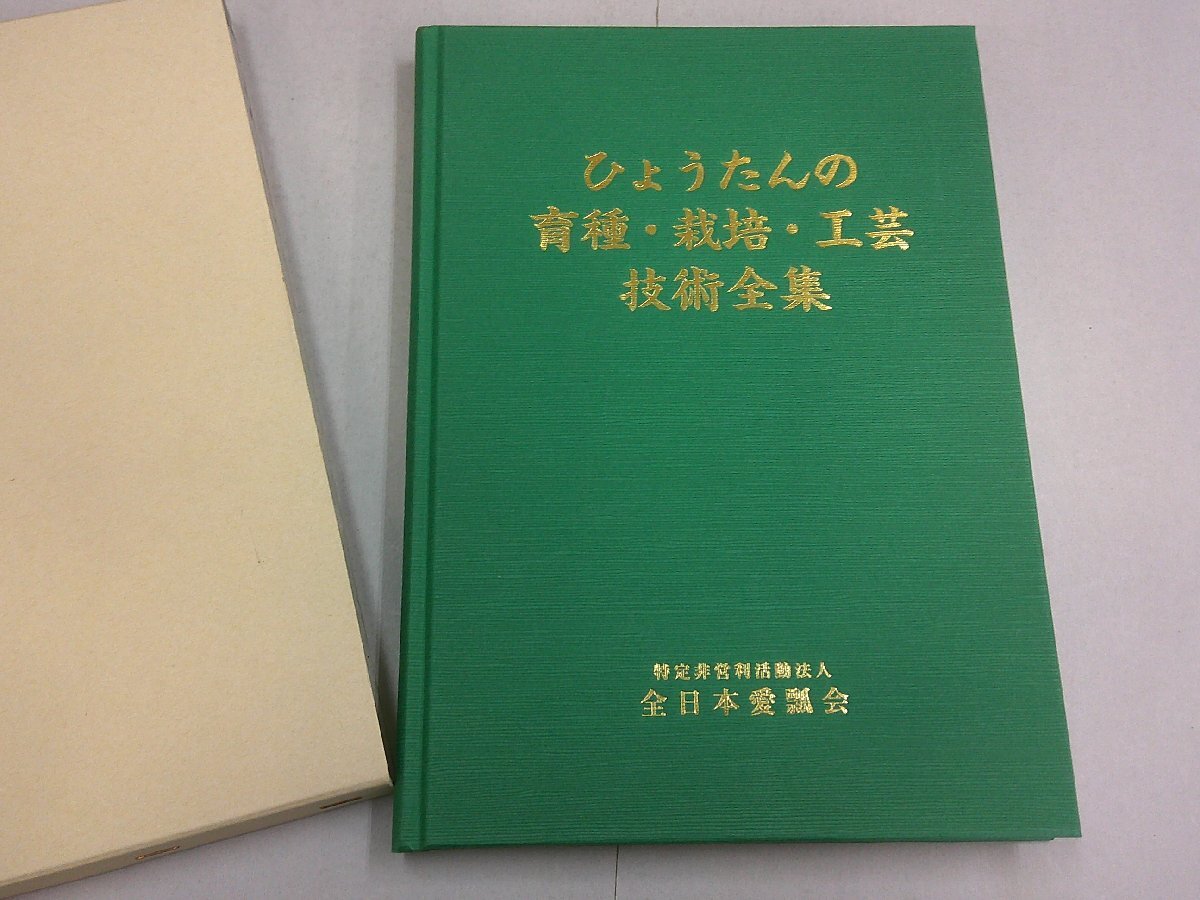 ひょうたんの
育種・栽培・工芸
技術全集
特定非営利活動法人
全日本愛瓢会